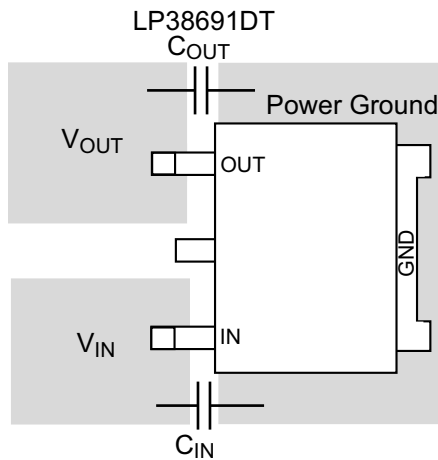 LP38691DT
COUT
Power Ground
VOUT
OUT
GND
VIN
IN
CIN